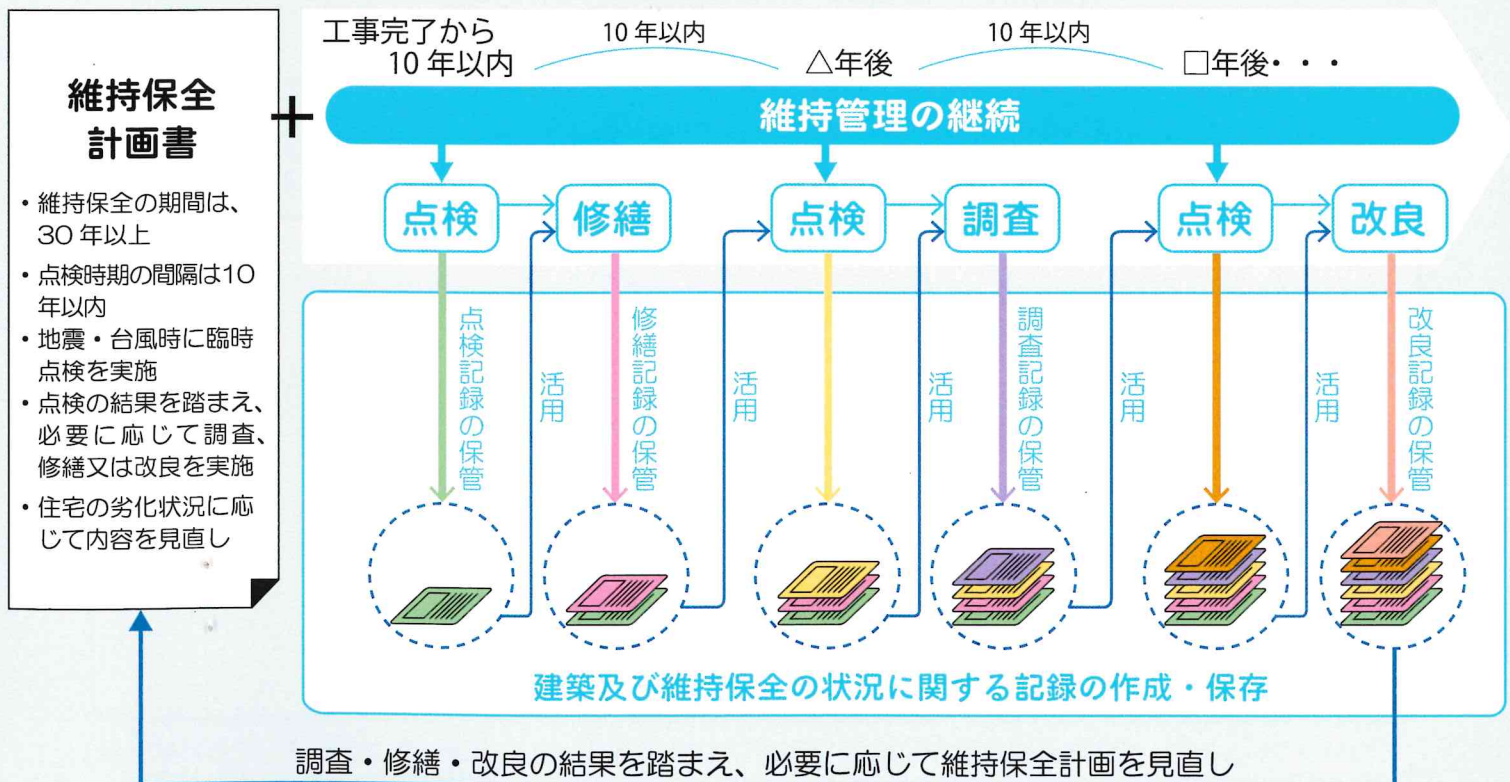 維持保全
計画書
・維持保全の期間は、
30年以上
・点検時期の間隔は10
年以内
・地震・台風時に臨時
点検を実施
・点検の結果を踏まえ、
必要に応じて調査、
修繕又は改良を実施
・住宅の劣化状況に応
じて内容を見直し
+
工事完了から
10年以内
10年以内
△年後
10年以内
□年後・・・
維持管理の継続
点検
修繕
点検
調査
点検
改良
点検記録の保管
活用
修繕記録の保管
活用
活用
調査記録の保管
活用
活用
改良記録の保管
建築及び維持保全の状況に関する記録の作成・保存
調査・修繕・改良の結果を踏まえ、必要に応じて維持保全計画を見直し